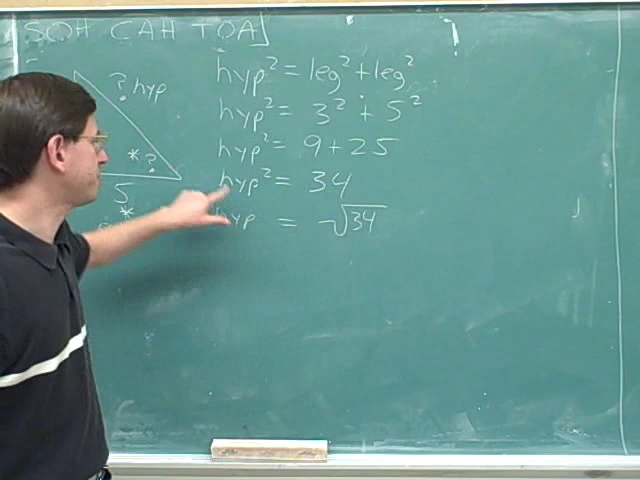 SOH CAH TOA
? hyp
* ?
5
*
hyp² = leg² + leg²
hyp² = 3² + 5²
hyp² = 9 + 25
hyp² = 34
hyp = √34